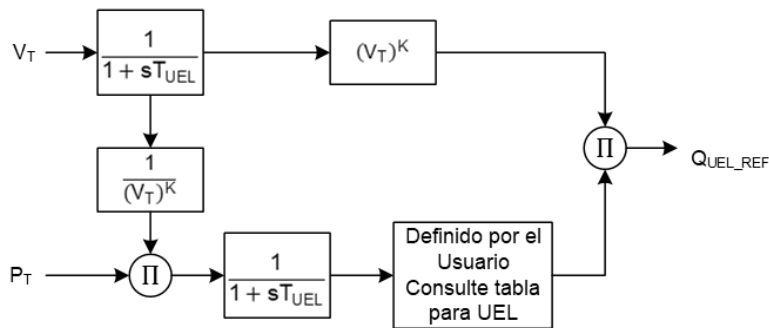 V_T
1
1 + sT_UEL
(V_T)^K
1
(V_T)^K
Π
Q_UEL_REF
P_T
Π
1
1 + sT_UEL
Definido por el
Usuario
Consulte tabla
para UEL